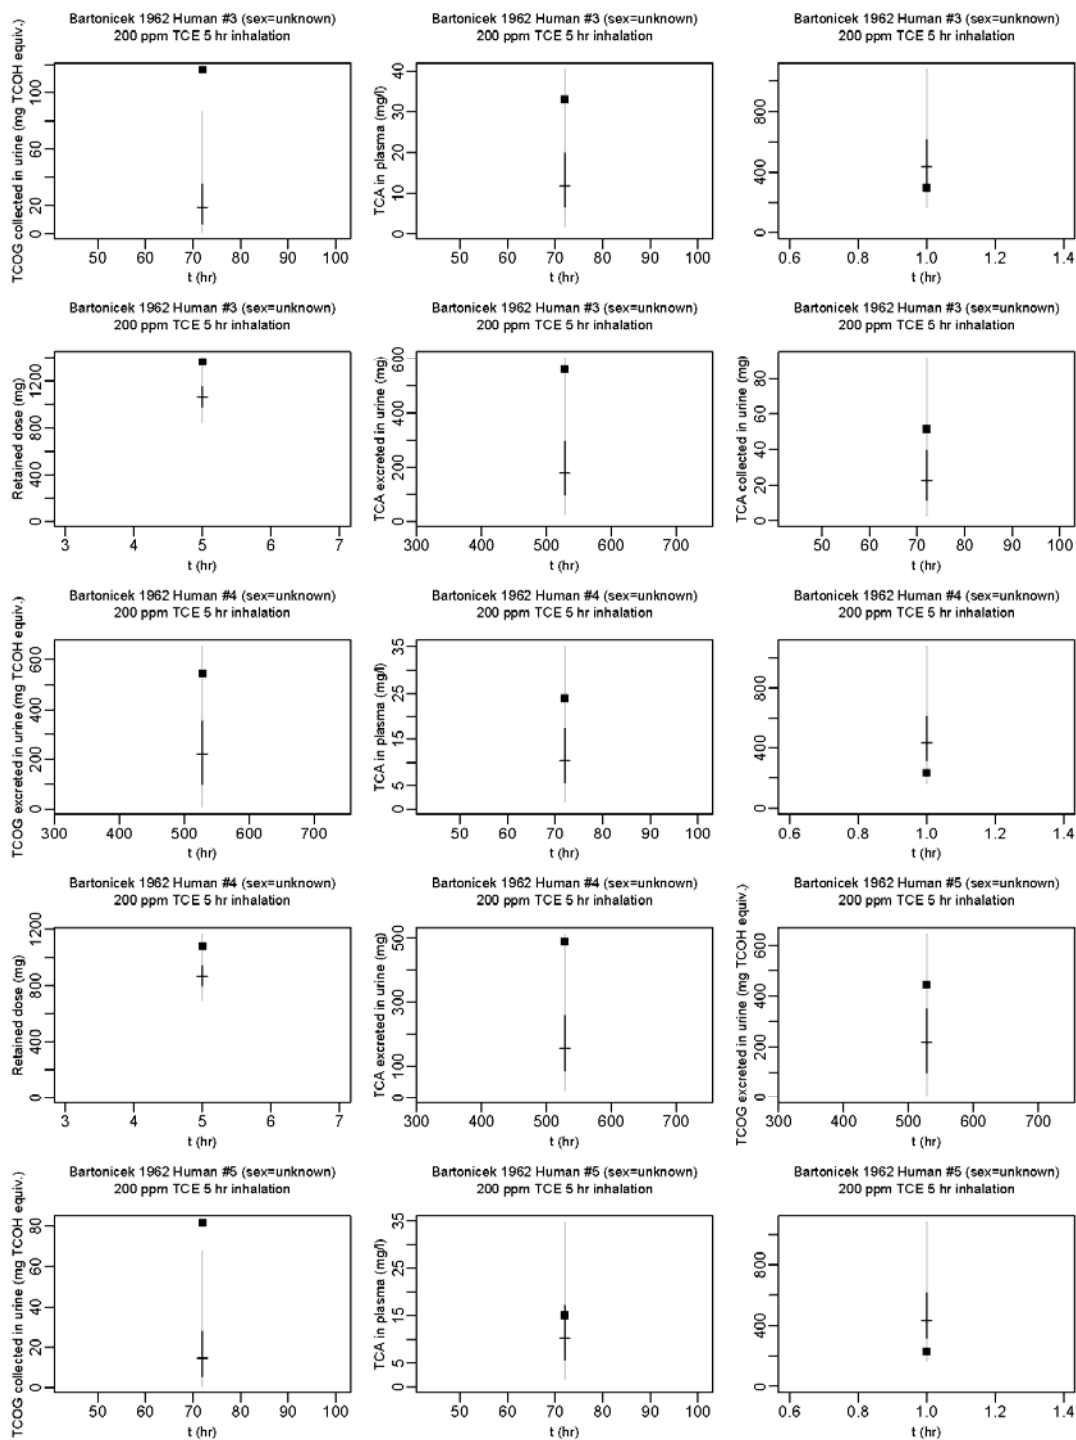 Bartonicek 1962 Human #3 (sex=unknown)
200 ppm TCE 5 hr inhalation
TCOG collected in urine (mg TCOH equiv.)
0 20 60 100
50 60 70 80 90 100
t (hr)
Bartonicek 1962 Human #3 (sex=unknown)
200 ppm TCE 5 hr inhalation
TCA in plasma (mg/l)
0 10 20 30 40
50 60 70 80 90 100
t (hr)
Bartonicek 1962 Human #3 (sex=unknown)
200 ppm TCE 5 hr inhalation
0 400 800
0.6 0.8 1.0 1.2 1.4
t (hr)
Bartonicek 1962 Human #3 (sex=unknown)
200 ppm TCE 5 hr inhalation
Retained dose (mg)
0 400 800 1200
3 4 5 6 7
t (hr)
Bartonicek 1962 Human #3 (sex=unknown)
200 ppm TCE 5 hr inhalation
TCA excreted in urine (mg)
0 200 400 600
300 400 500 600 700
t (hr)
Bartonicek 1962 Human #3 (sex=unknown)
200 ppm TCE 5 hr inhalation
TCA collected in urine (mg)
0 20 40 60 80
50 60 70 80 90 100
t (hr)
Bartonicek 1962 Human #4 (sex=unknown)
200 ppm TCE 5 hr inhalation
TCOG excreted in urine (mg TCOH equiv.)
0 200 400 600
300 400 500 600 700
t (hr)
Bartonicek 1962 Human #4 (sex=unknown)
200 ppm TCE 5 hr inhalation
TCA in plasma (mg/l)
0 5 15 25 35
50 60 70 80 90 100
t (hr)
Bartonicek 1962 Human #4 (sex=unknown)
200 ppm TCE 5 hr inhalation
0 400 800
0.6 0.8 1.0 1.2 1.4
t (hr)
Bartonicek 1962 Human #4 (sex=unknown)
200 ppm TCE 5 hr inhalation
Retained dose (mg)
0 400 800 1200
3 4 5 6 7
t (hr)
Bartonicek 1962 Human #4 (sex=unknown)
200 ppm TCE 5 hr inhalation
TCA excreted in urine (mg)
0 100 300 500
300 400 500 600 700
t (hr)
Bartonicek 1962 Human #5 (sex=unknown)
200 ppm TCE 5 hr inhalation
TCOG excreted in urine (mg TCOH equiv.)
0 200 400 600
300 400 500 600 700
t (hr)
Bartonicek 1962 Human #5 (sex=unknown)
200 ppm TCE 5 hr inhalation
TCOG collected in urine (mg TCOH equiv.)
0 20 40 60 80
50 60 70 80 90 100
t (hr)
Bartonicek 1962 Human #5 (sex=unknown)
200 ppm TCE 5 hr inhalation
TCA in plasma (mg/l)
0 5 15 25 35
50 60 70 80 90 100
t (hr)
Bartonicek 1962 Human #5 (sex=unknown)
200 ppm TCE 5 hr inhalation
0 400 800
0.6 0.8 1.0 1.2 1.4
t (hr)